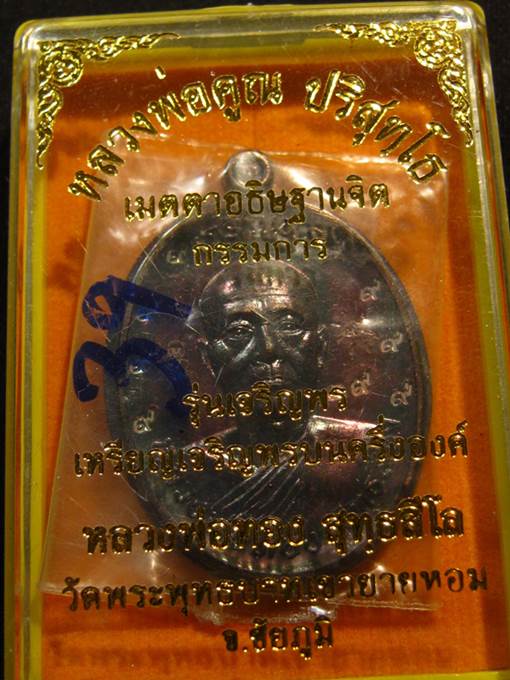 หลวงพ่อคูณ ปริสุทฺโธ
เมตตาอธิษฐานจิต
กรรมการ
รุ่นเจริญพร
เหรียญเจริญพรบนครึ่งองค์
หลวงพ่อทอง สุทฺธสีโล
วัดพระพุทธบาทเขายายหอม
จ.ชัยภูมิ